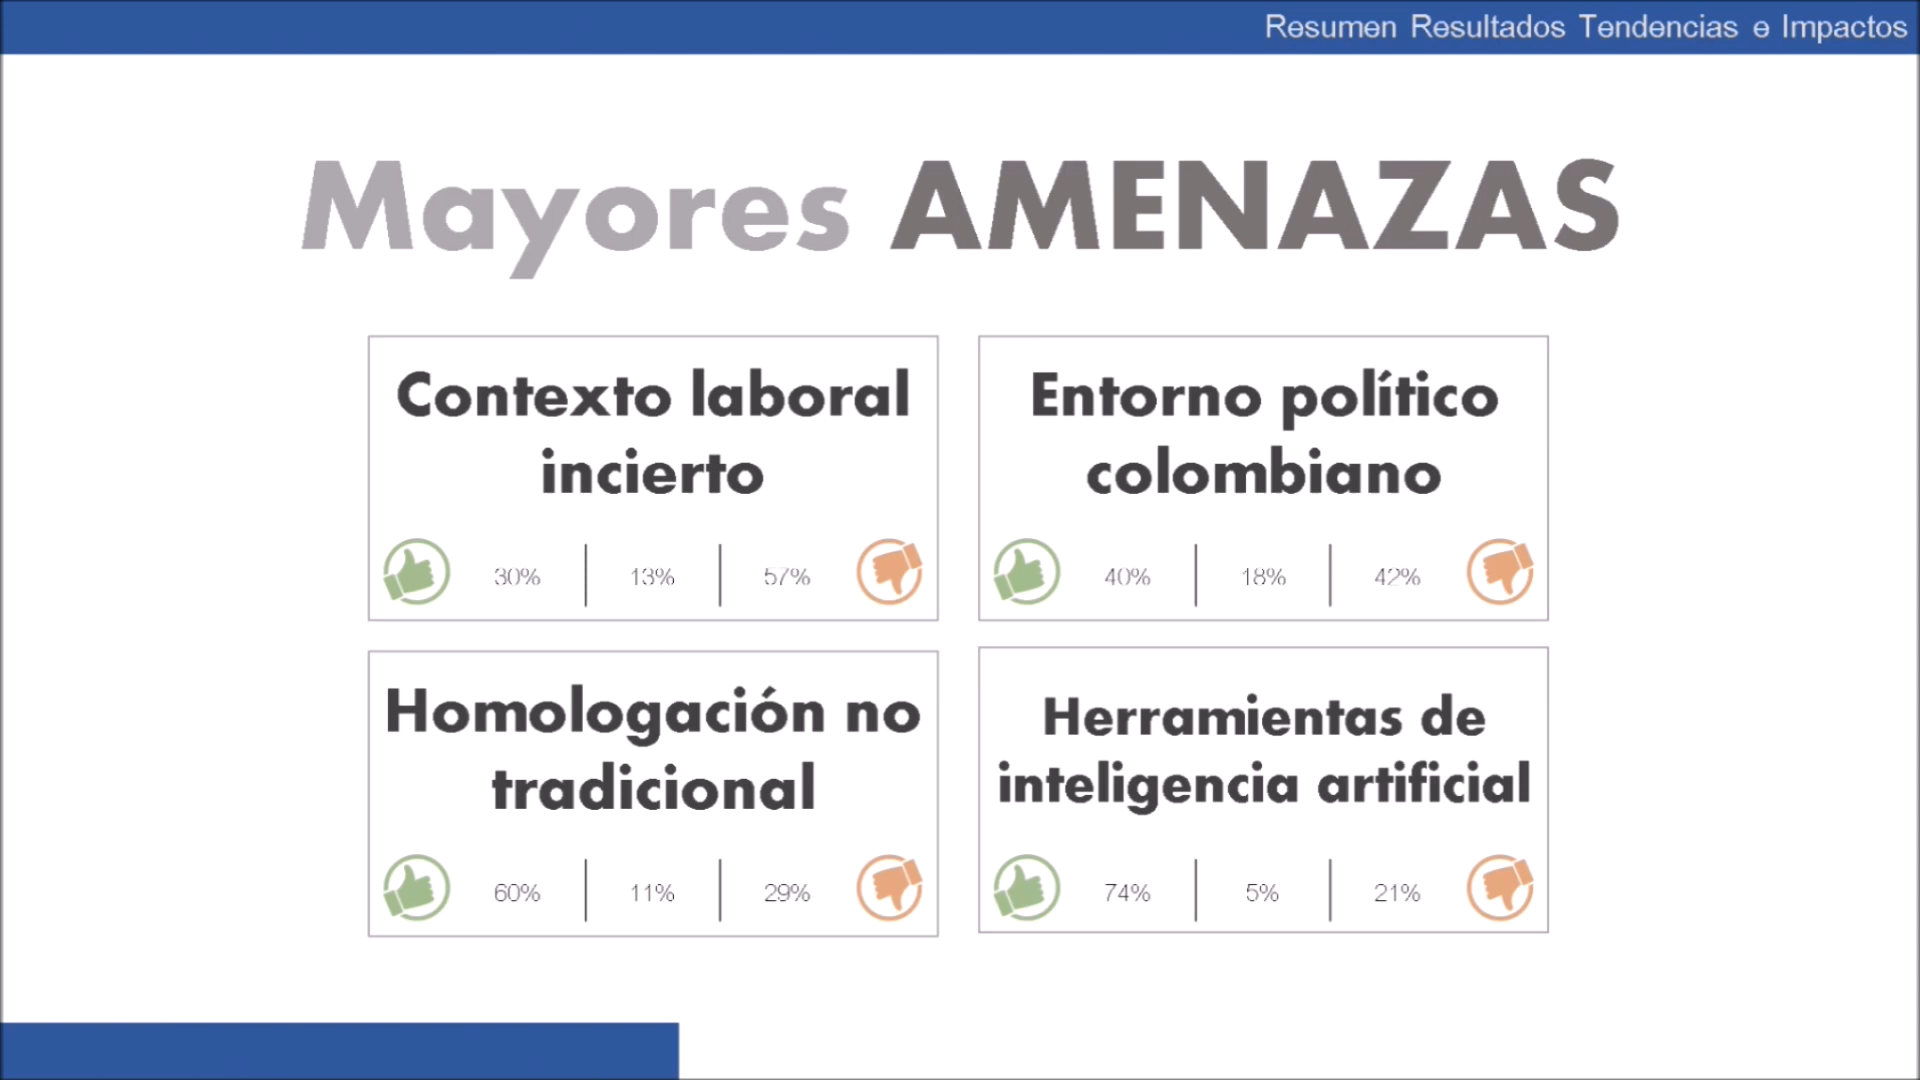 Resumen Resultados Tendencias e Impactos
Mayores AMENAZAS
Contexto laboral
incierto
30% 13% 57%
Entorno político
colombiano
40% 18% 42%
Homologación no
tradicional
60% 11% 29%
Herramientas de
inteligencia artificial
74% 5% 21%